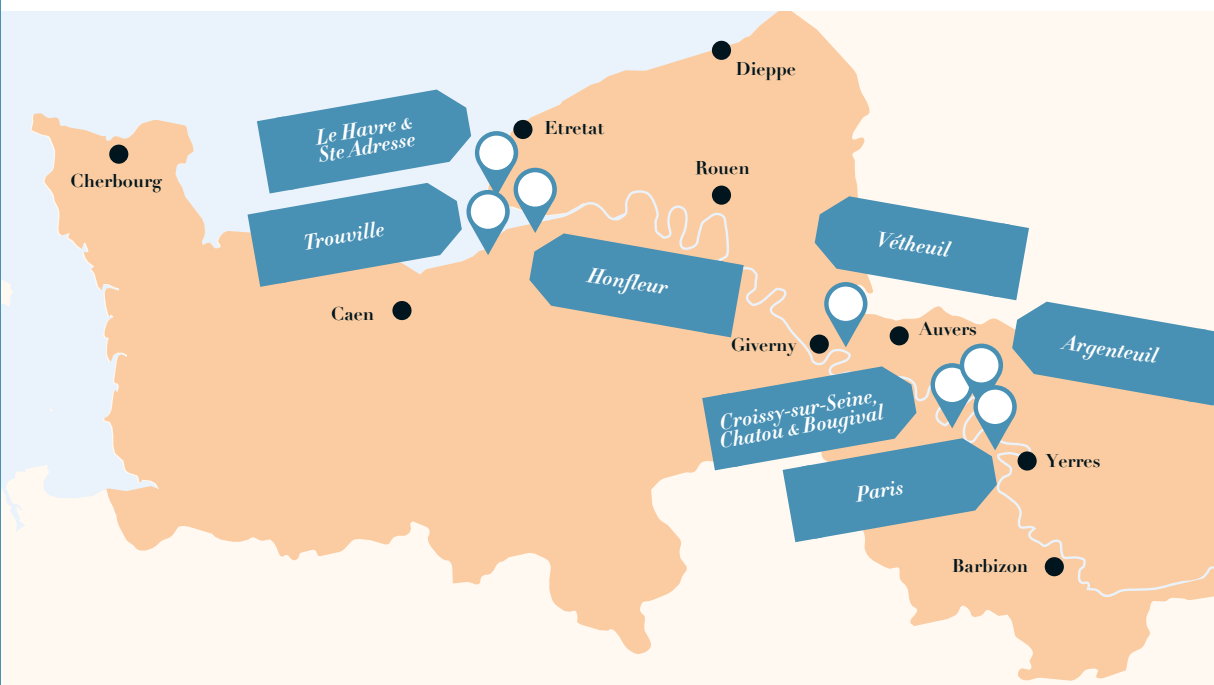 Dieppe
Le Havre &
Ste Adresse
Etretat
Cherbourg
Rouen
Trouville
Vétheuil
Honfleur
Caen
Giverny
Auvers
Argenteuil
Croissy-sur-Seine,
Chatou & Bougival
Yerres
Paris
Barbizon